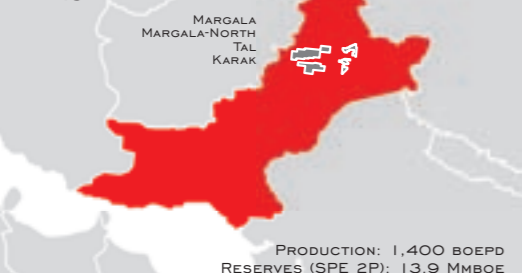 Margala
Margala-North
Tal
Karak
Production: 1,400 boepd
Reserves (SPE 2P): 13.9 Mmboe